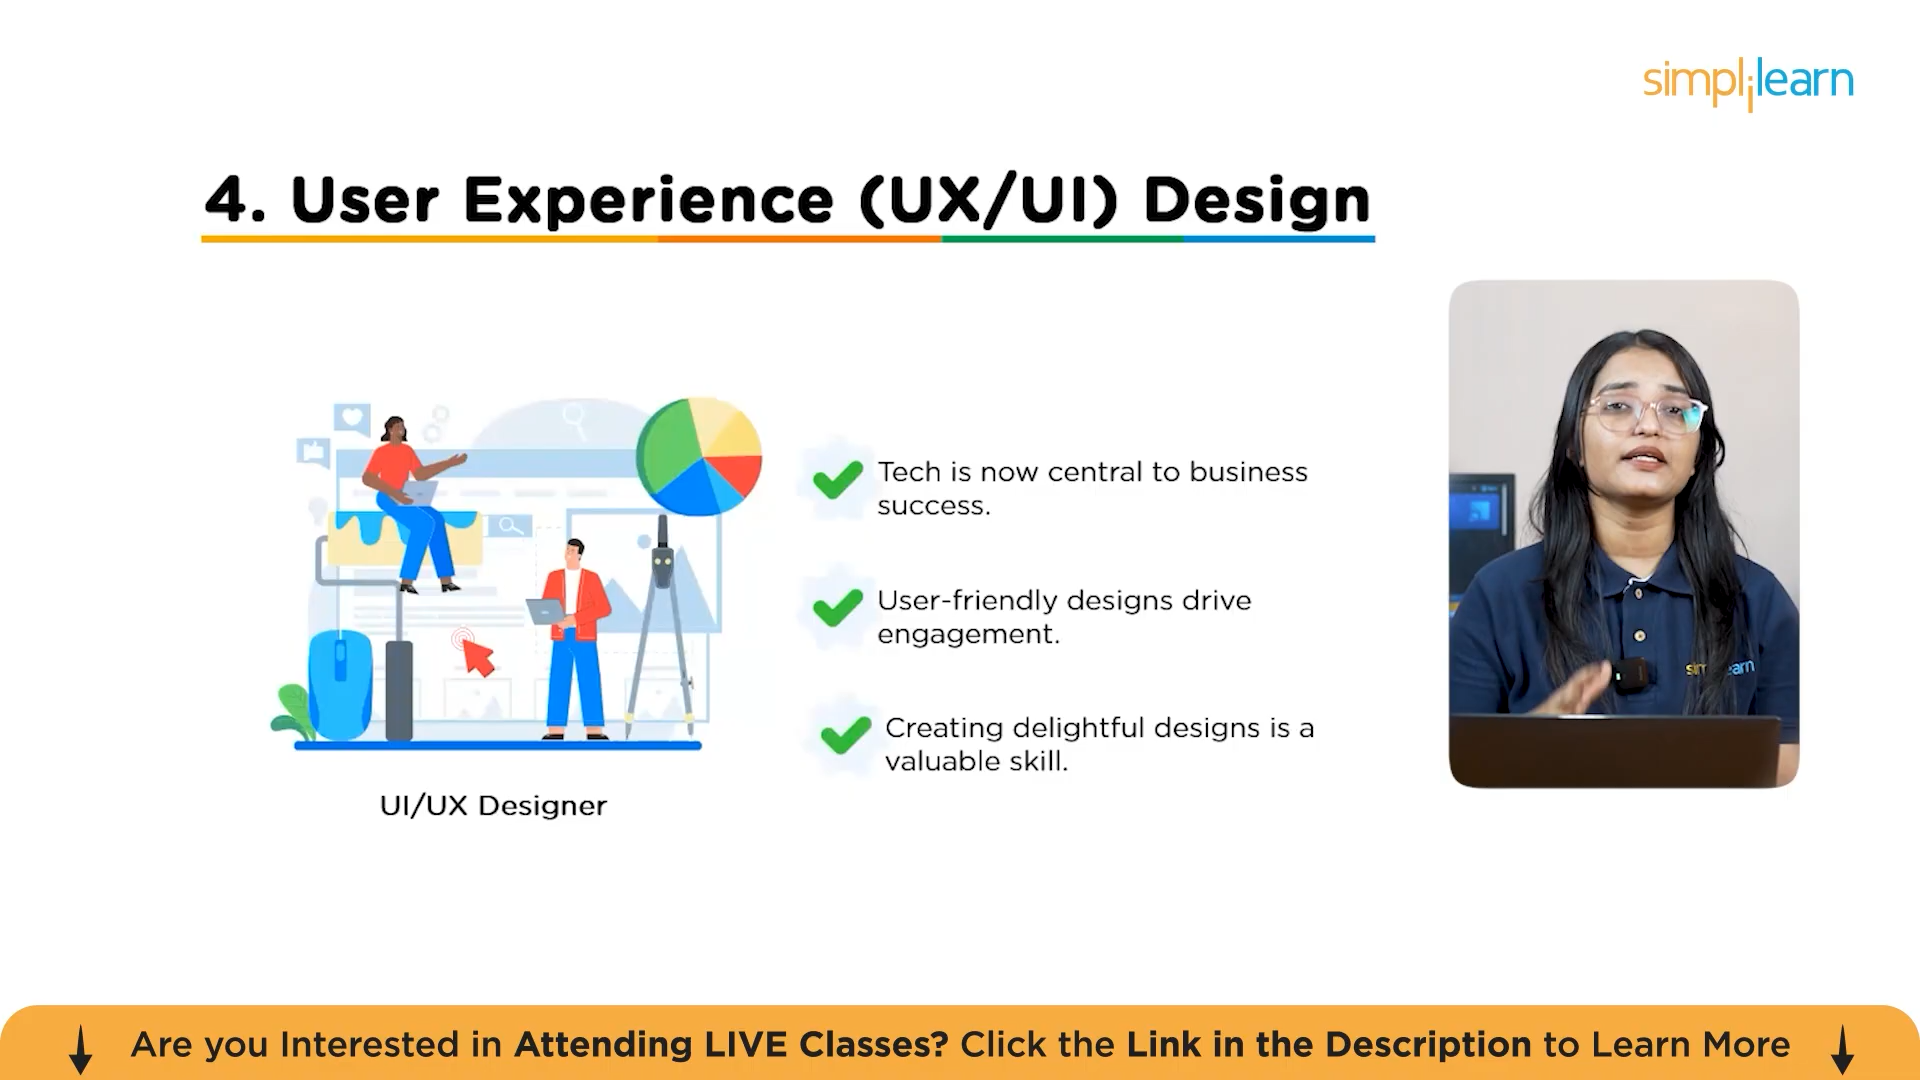 simplilearn
4. User Experience (UX/UI) Design
Tech is now central to business
success.
User-friendly designs drive
engagement.
Creating delightful designs is a
valuable skill.
UI/UX Designer
Are you Interested in Attending LIVE Classes? Click the Link in the Description to Learn More